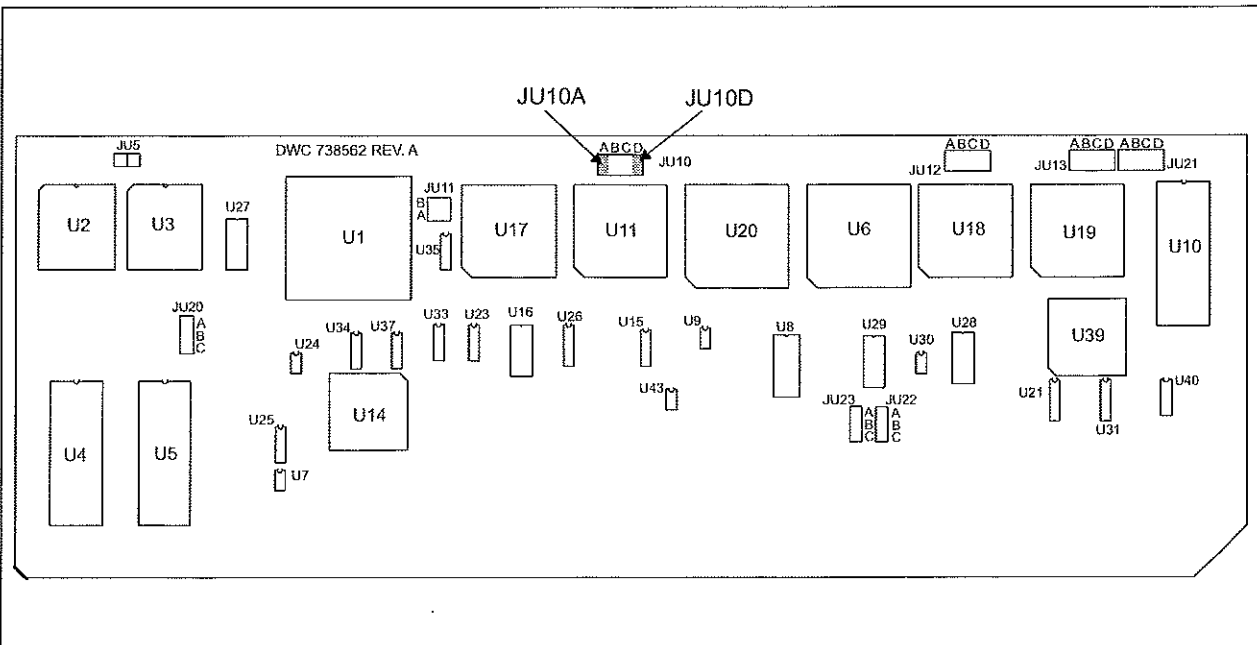 JU10A JU10D
JU5
DWC 738562 REV. A
ABCD
JU10
ABCD
JU12
ABCD ABCD
JU13 JU21
U2
U3
U27
U1
JU11
B
A
U35
U17
U11
U20
U6
U18
U19
U10
JU20
A
B
C
U24
U34
U37
U33
U23
U16
U26
U15
U9
U43
U8
U29
U30
U28
U39
U21
U31
U40
JU23
A
B
C
JU22
A
B
C
U4
U5
U25
U7
U14